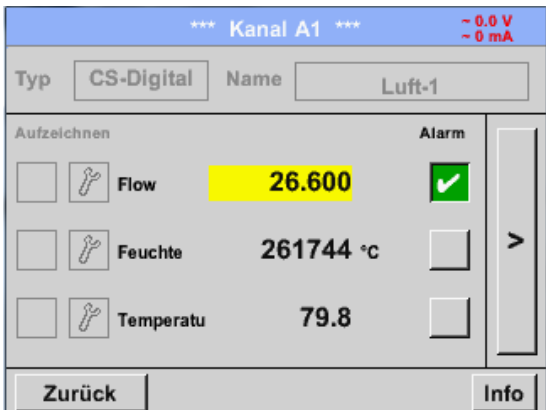 *** Kanal A1 ***
~ 0.0 V
~ 0 mA
Typ CS-Digital Name Luft-1
Aufzeichnen Alarm
Flow 26.600
Feuchte 261744 °C
Temperatu 79.8
>
Zurück Info